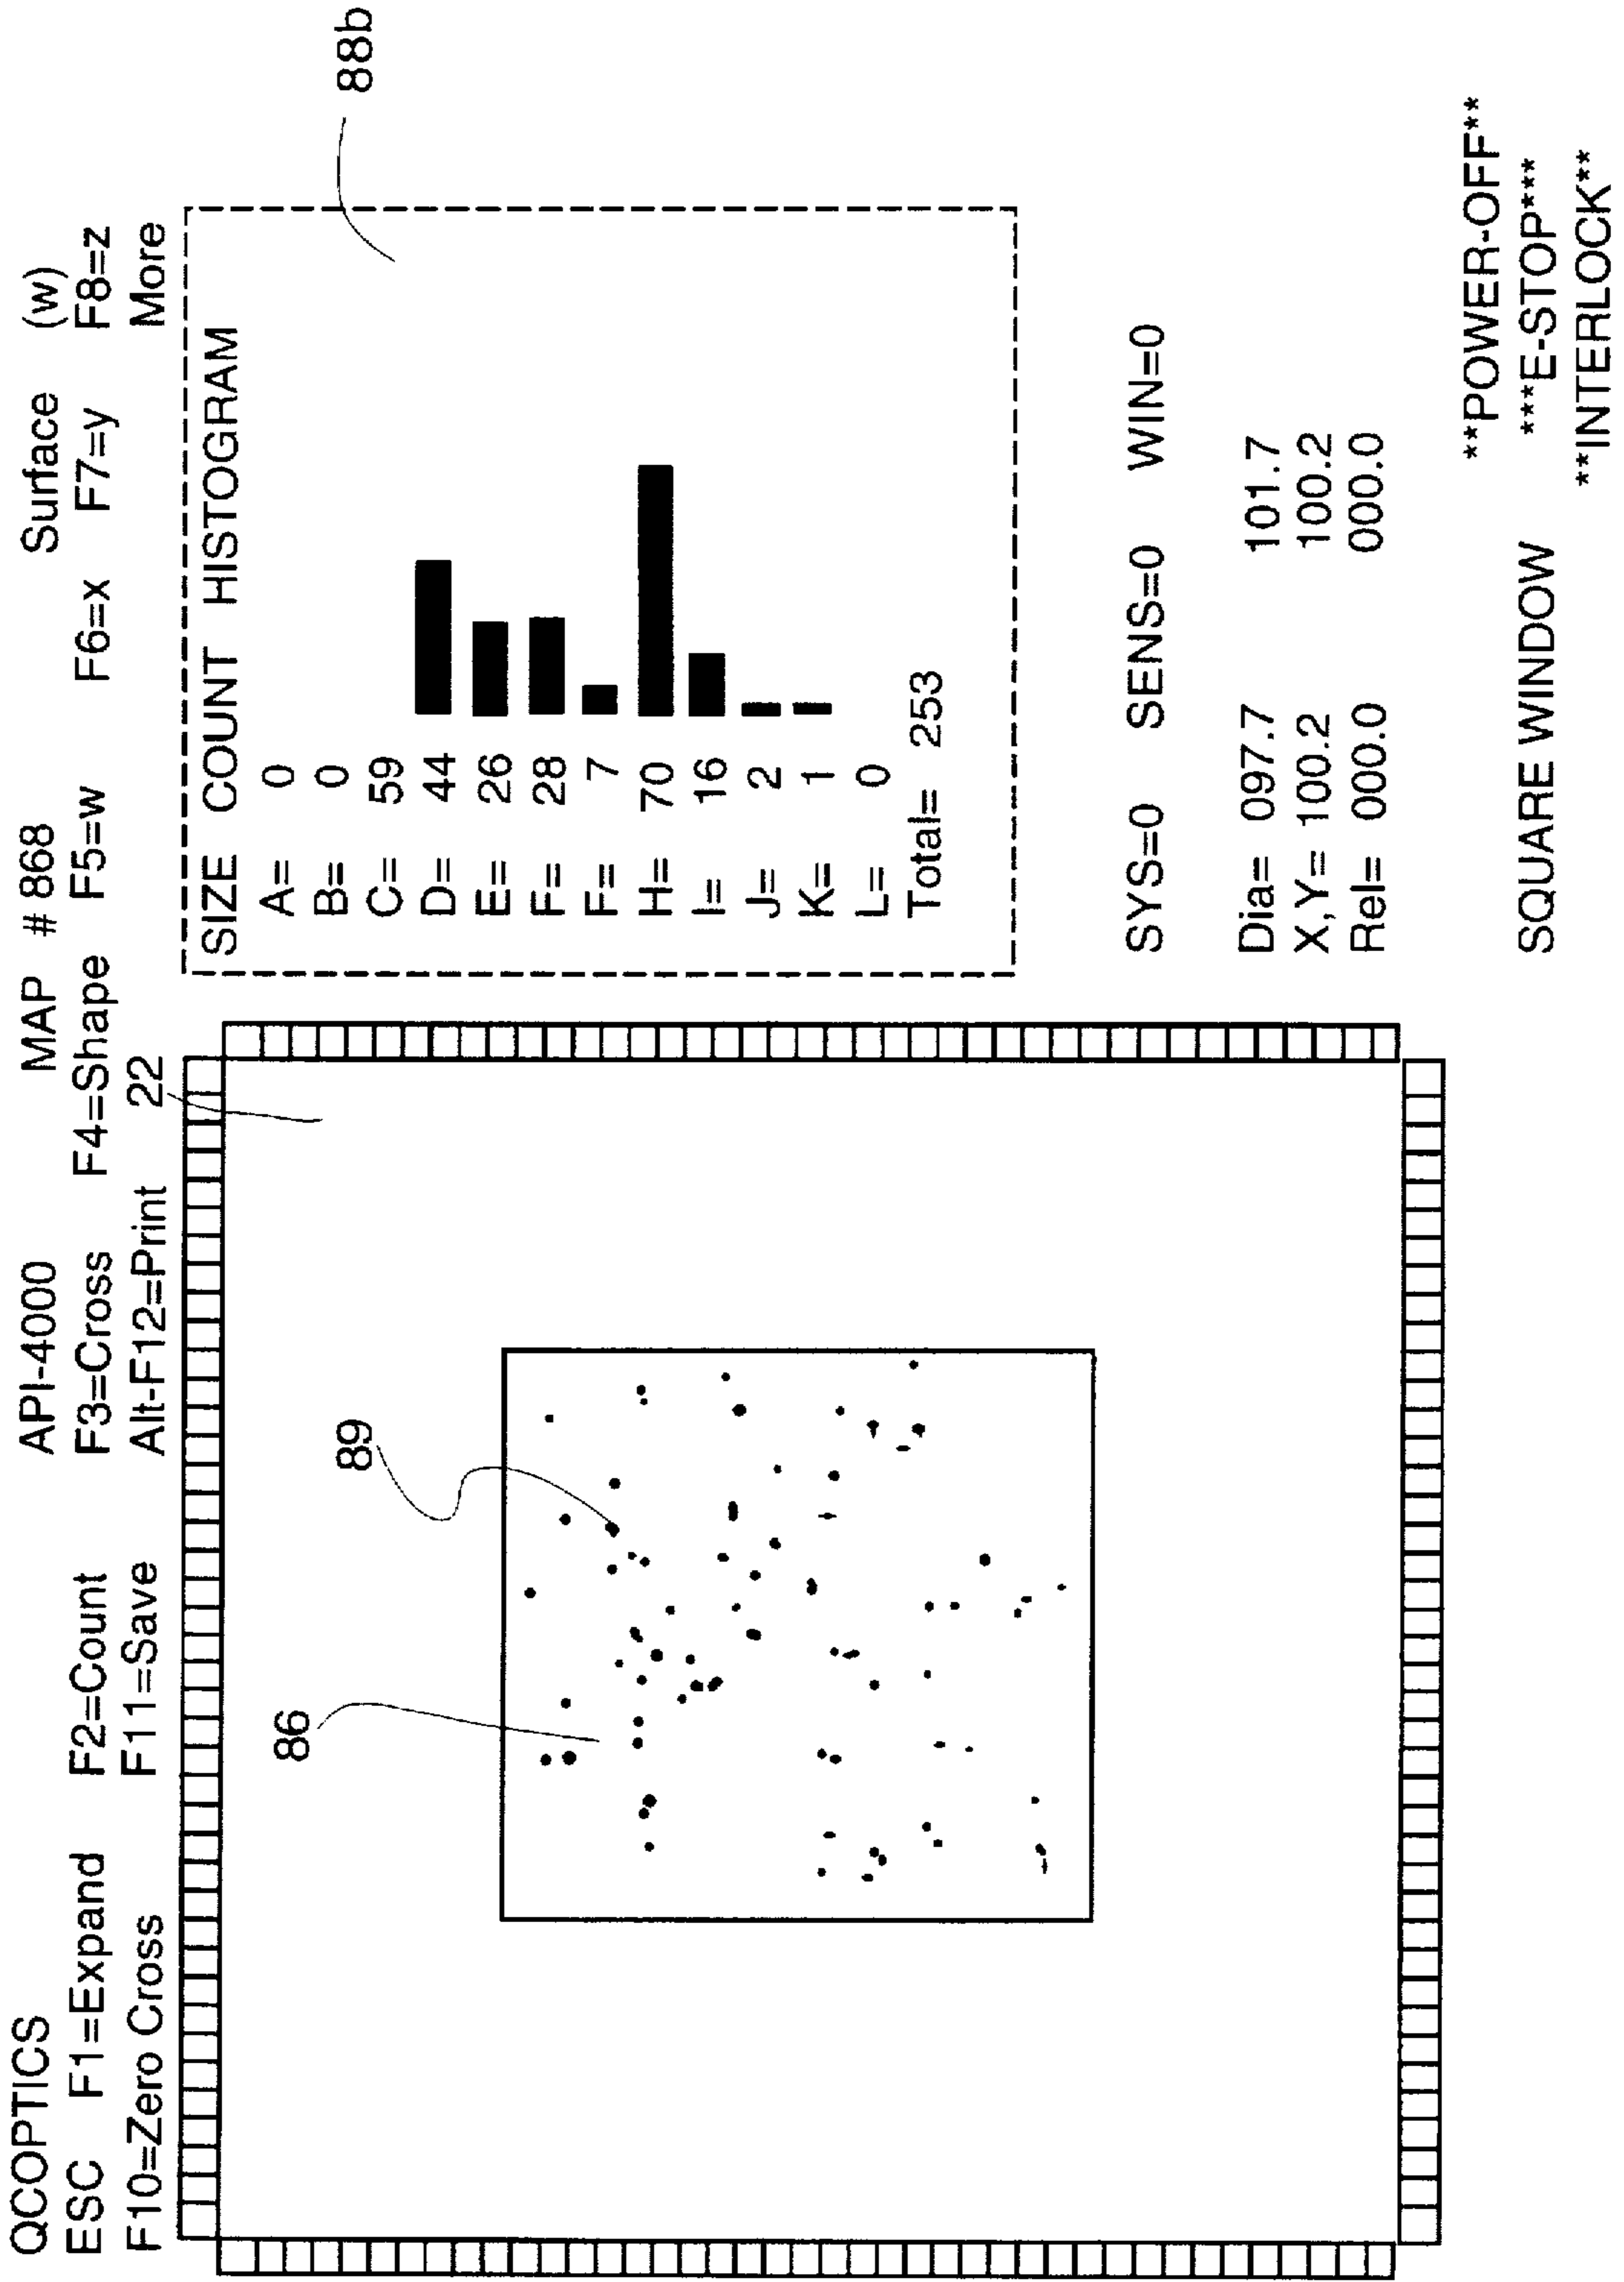 QCOPTICS API-4000 MAP # 868 Surface (w)
ESC F1=Expand F2=Count F3=Cross F4=Shape F5=w F6=x F7=y F8=z
F10=Zero Cross F11=Save Alt-F12=Print 22 More
SIZE COUNT HISTOGRAM
A= 0
B= 0
C= 59
D= 44
E= 26
F= 28
F= 7
H= 70
I= 16
J= 2
K= 1
L= 0
Total= 253
88b
86
89
SYS=0 SENS=0 WIN=0
Dia= 097.7 101.7
X,Y= 100.2 100.2
Rel= 000.0 000.0
**POWER-OFF**
SQUARE WINDOW ***E-STOP****
**INTERLOCK**